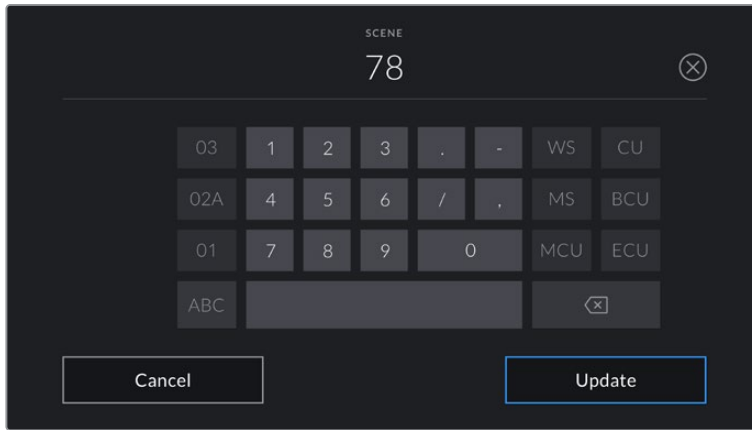 SCENE
78
03 1 2 3 . - WS CU
02A 4 5 6 / , MS BCU
01 7 8 9 0 MCU ECU
ABC
Cancel Update